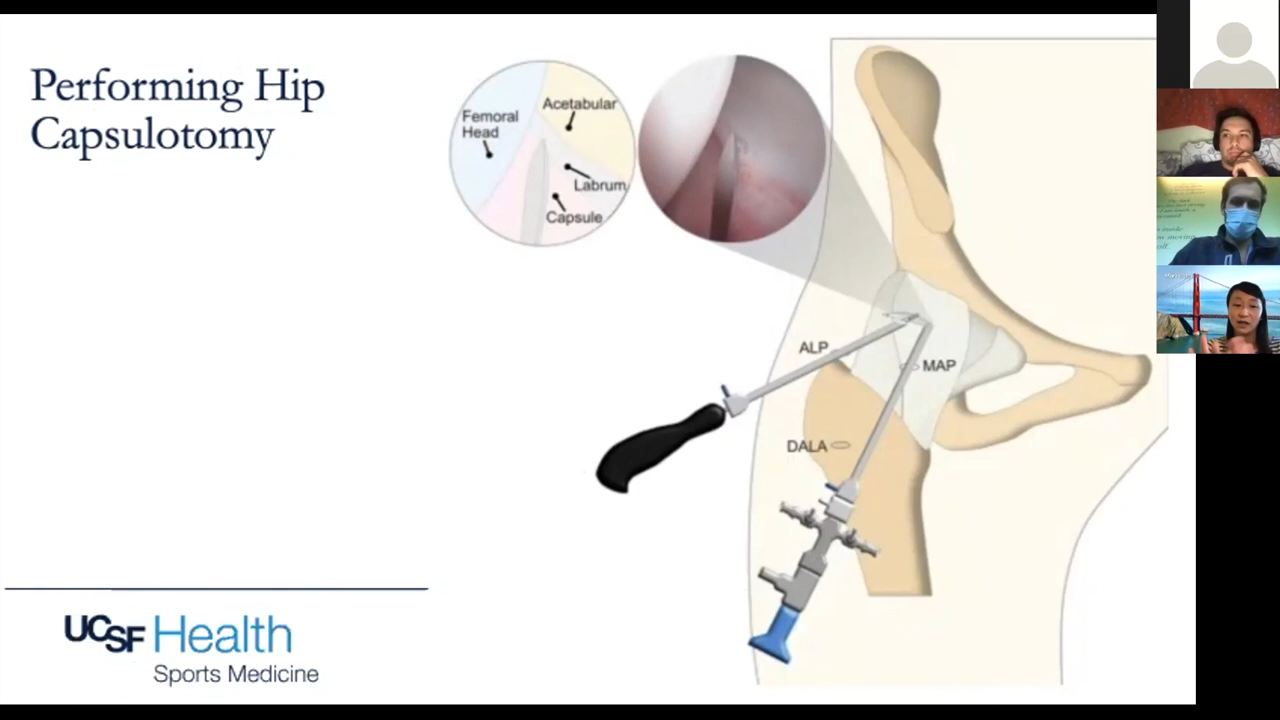 Performing Hip
Capsulotomy
Femoral
Head
Acetabular
Labrum
Capsule
ALP
MAP
DALA
UCSF Health
Sports Medicine